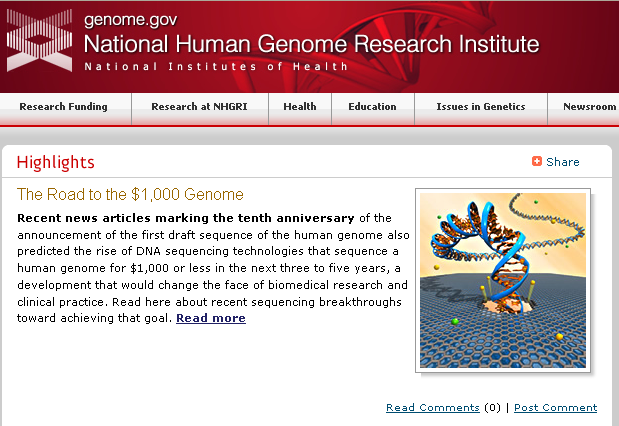 genome.gov
National Human Genome Research Institute
National Institutes of Health
Research Funding
Research at NHGRI
Health
Education
Issues in Genetics
Newsroom
Highlights
Share
The Road to the $1,000 Genome
Recent news articles marking the tenth anniversary of the
announcement of the first draft sequence of the human genome also
predicted the rise of DNA sequencing technologies that sequence a
human genome for $1,000 or less in the next three to five years, a
development that would change the face of biomedical research and
clinical practice. Read here about recent sequencing breakthroughs
toward achieving that goal. Read more
Read Comments (0) | Post Comment